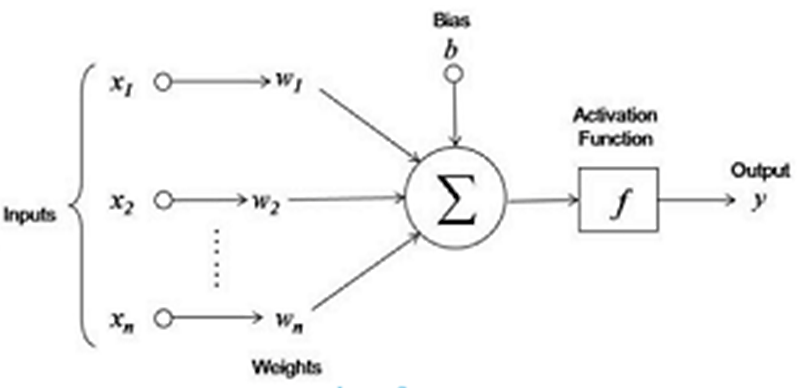 Bias
b
x1 w1
Activation
Function
Output
Inputs
x2 w2
Σ
f
y
xn wn
Weights